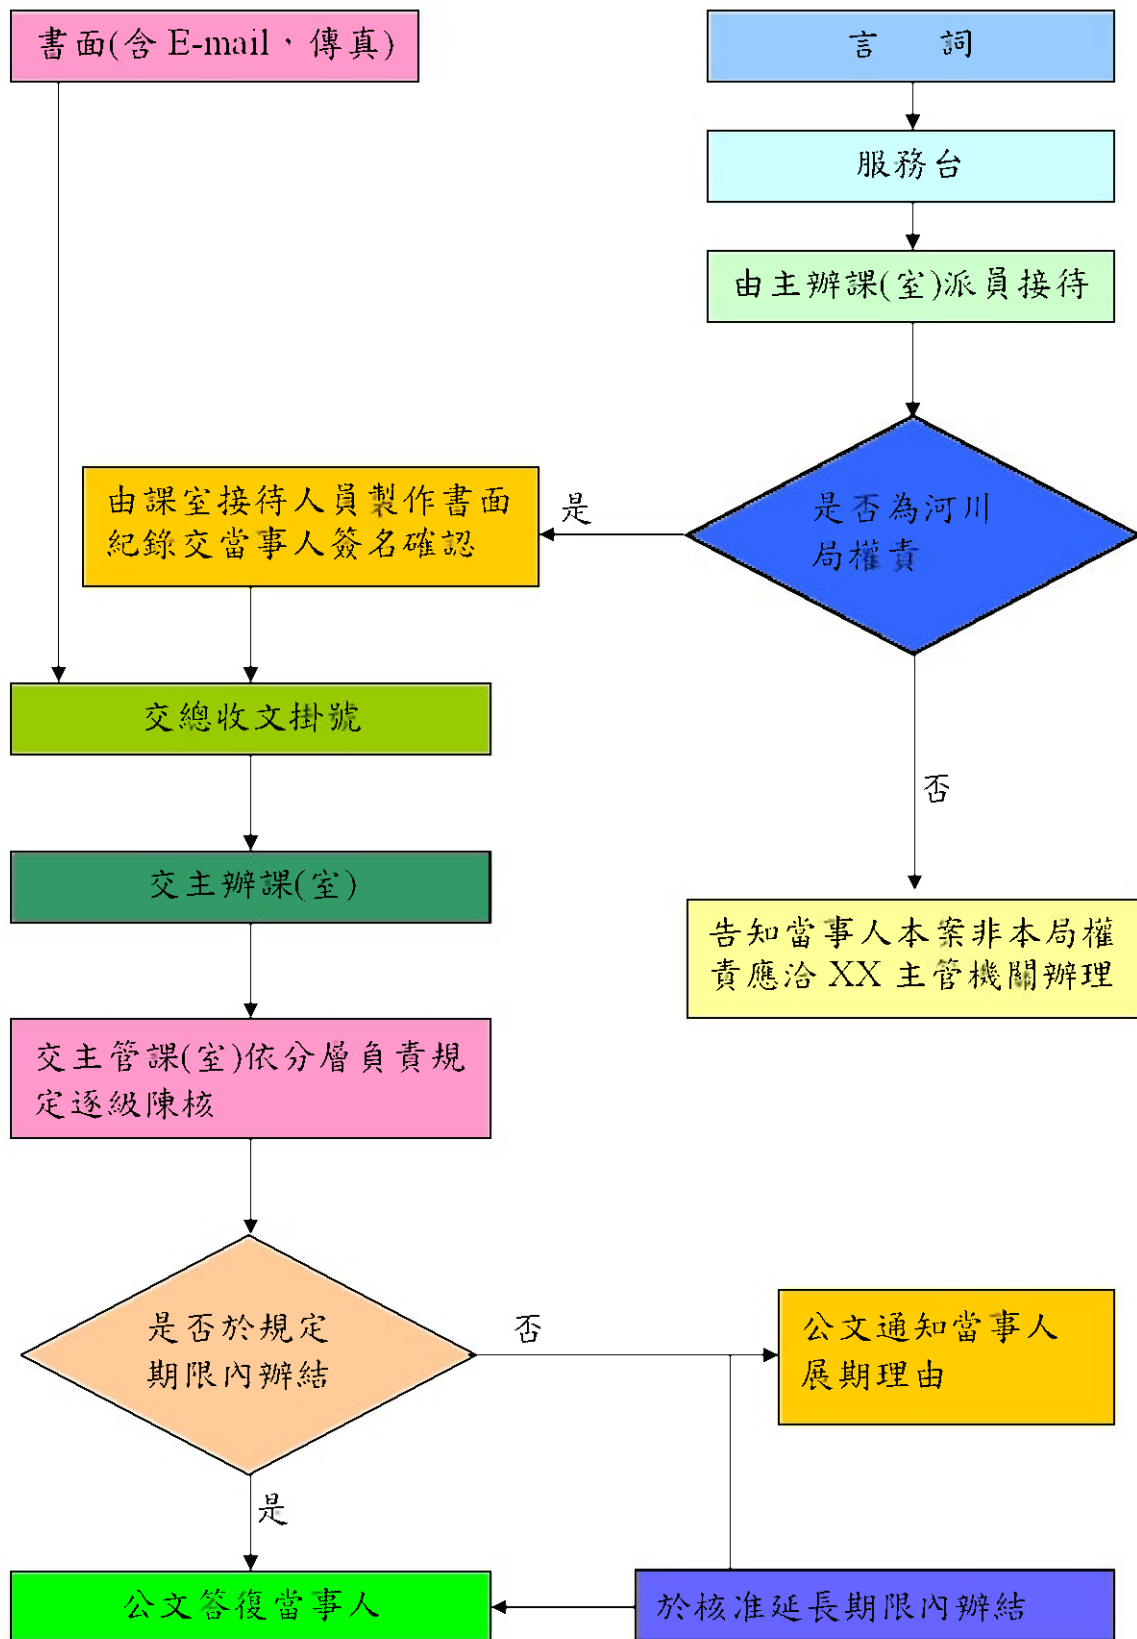 書面(含 E-mail，傳真)
言 詞
服務台
由主辦課(室)派員接待
是否為河川
局權責
是
由課室接待人員製作書面
紀錄交當事人簽名確認
交總收文掛號
否
交主辦課(室)
告知當事人本案非本局權
責應洽 XX 主管機關辦理
交主管課(室)依分層負責規
定逐級陳核
是否於規定
期限內辦結
否
公文通知當事人
展期理由
是
公文答復當事人
於核准延長期限內辦結